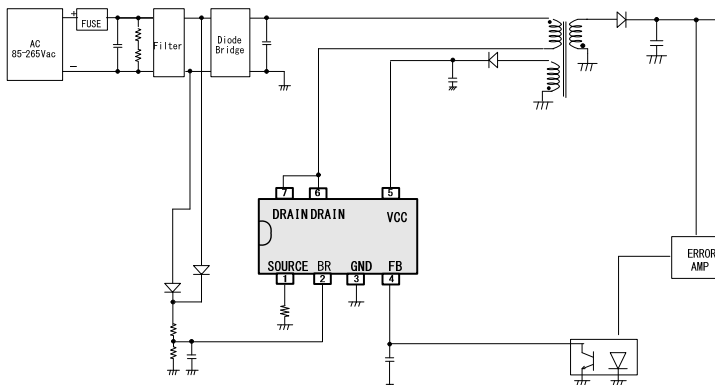 AC
85-265Vac
+
FUSE
−
Filter
Diode
Bridge
7
6
5
DRAIN
DRAIN
VCC
SOURCE
BR
GND
FB
1
2
3
4
ERROR
AMP